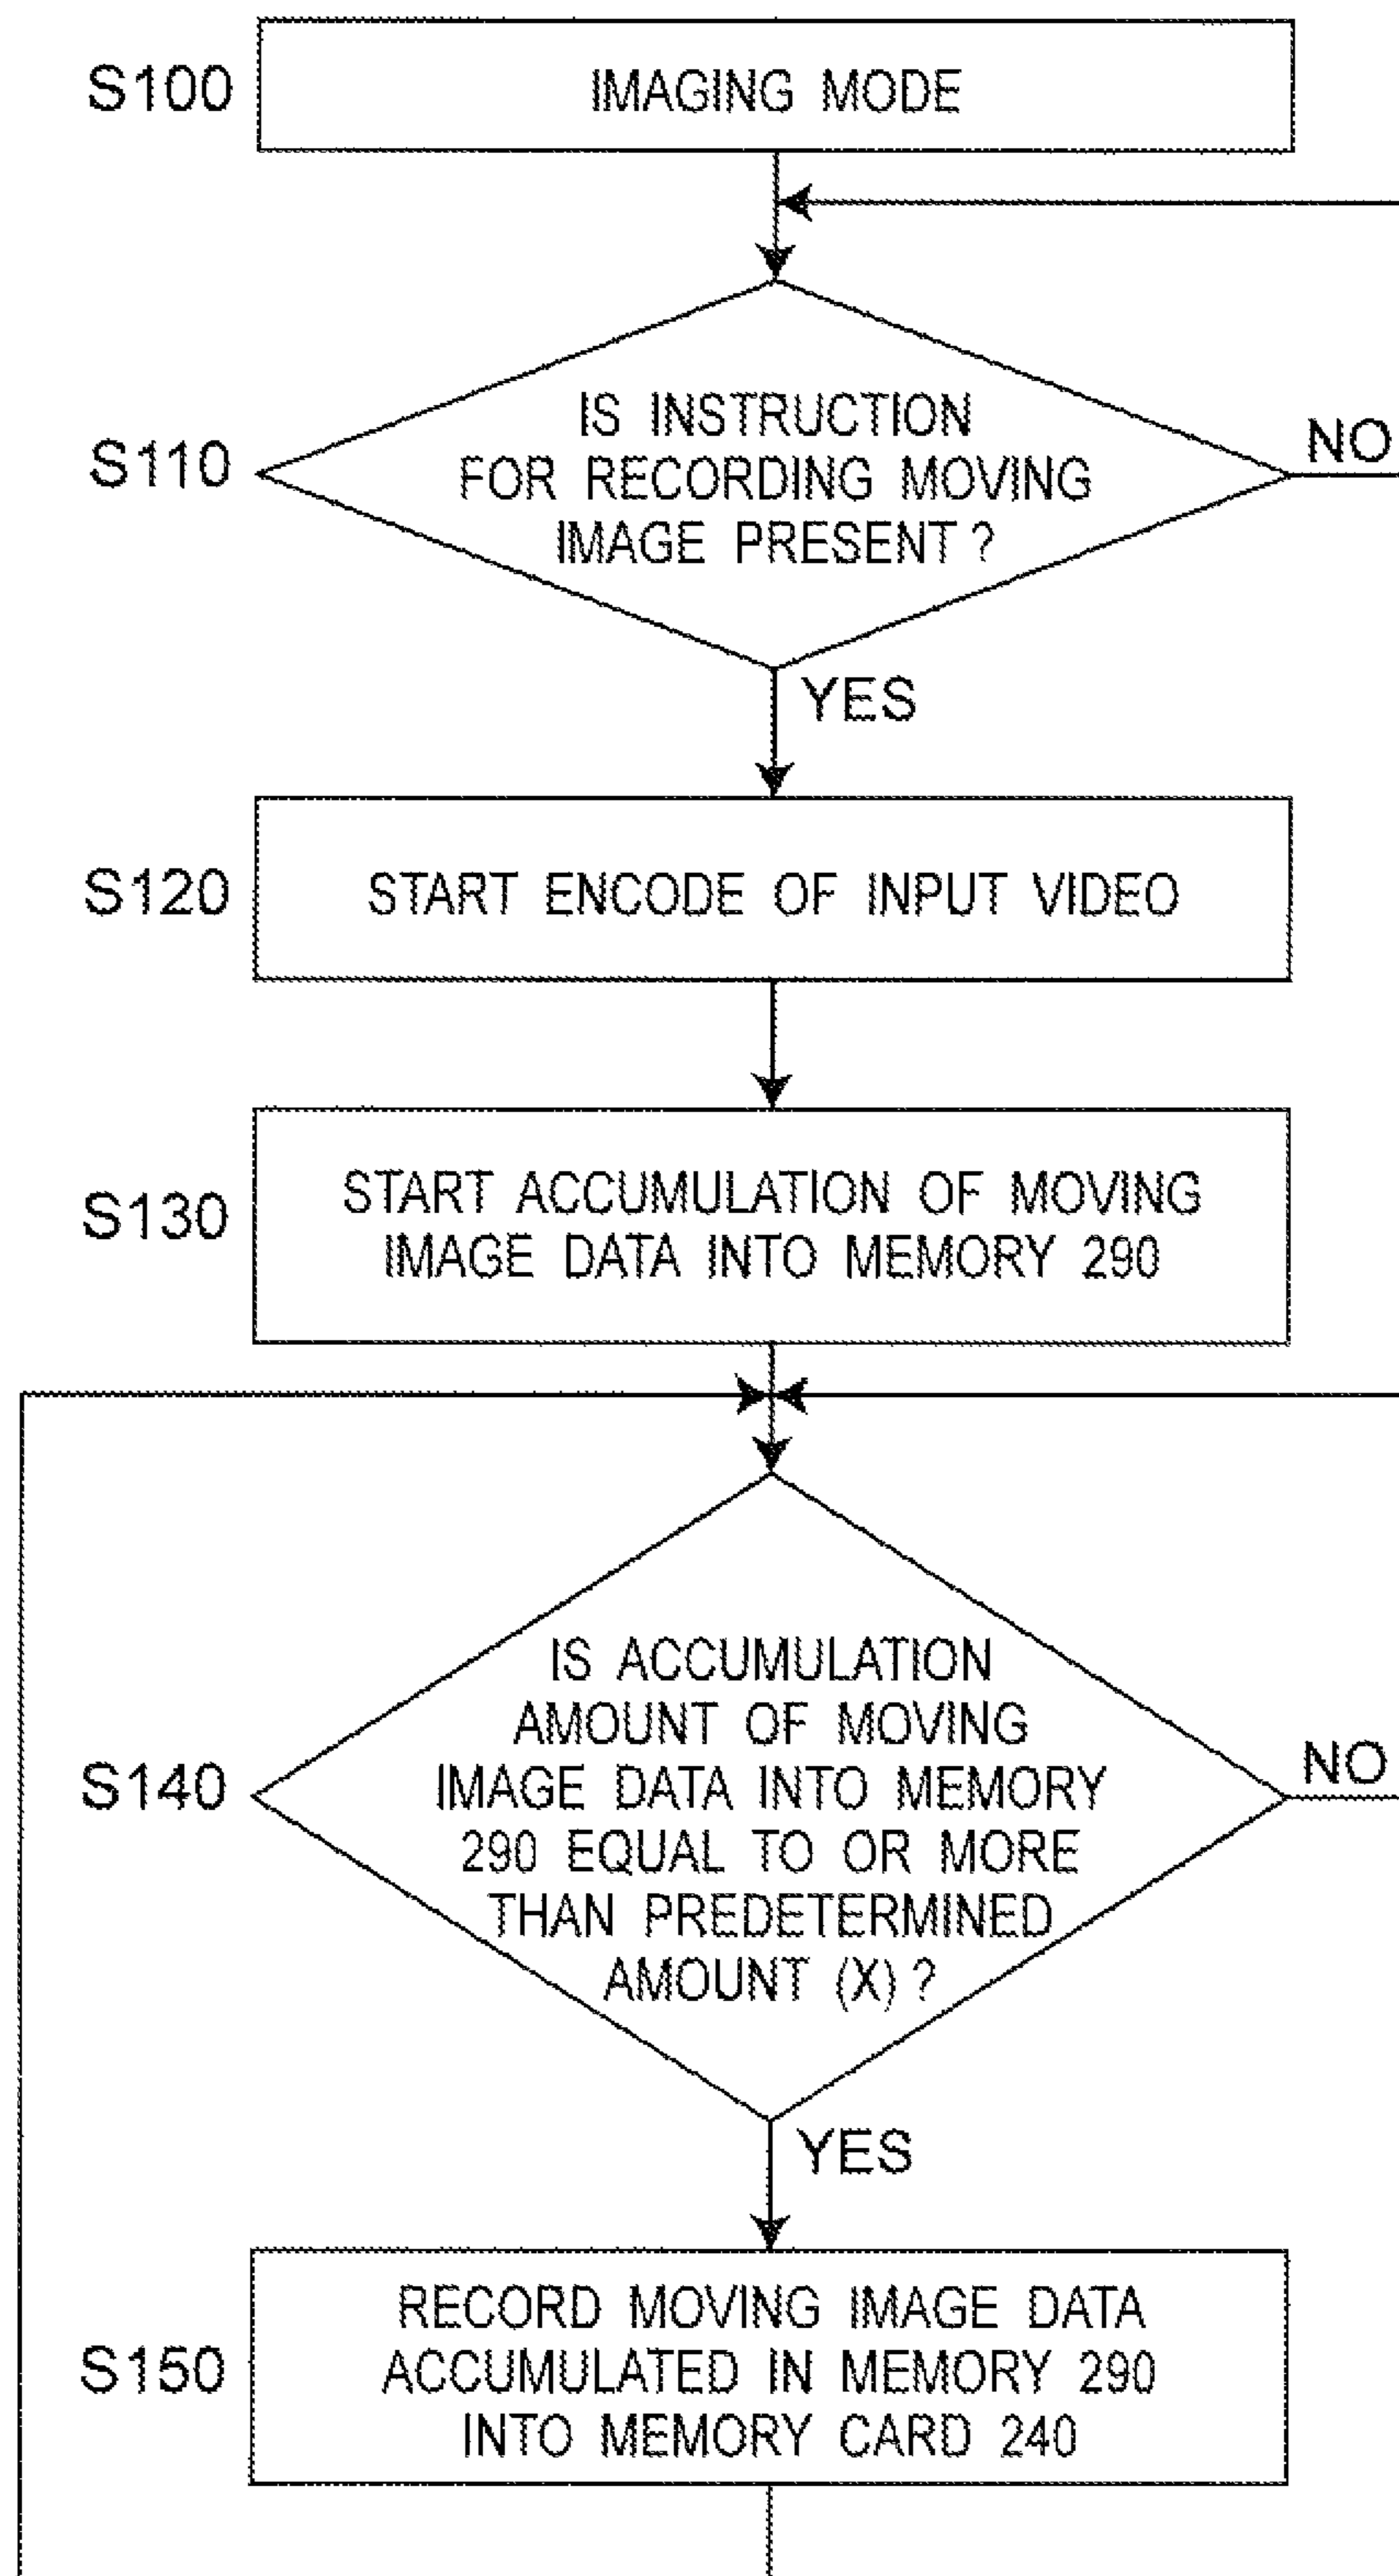 S100
IMAGING MODE
S110
IS INSTRUCTION
FOR RECORDING MOVING
IMAGE PRESENT ?
NO
YES
S120
START ENCODE OF INPUT VIDEO
S130
START ACCUMULATION OF MOVING
IMAGE DATA INTO MEMORY 290
S140
IS ACCUMULATION
AMOUNT OF MOVING
IMAGE DATA INTO MEMORY
290 EQUAL TO OR MORE
THAN PREDETERMINED
AMOUNT (X) ?
NO
YES
S150
RECORD MOVING IMAGE DATA
ACCUMULATED IN MEMORY 290
INTO MEMORY CARD 240